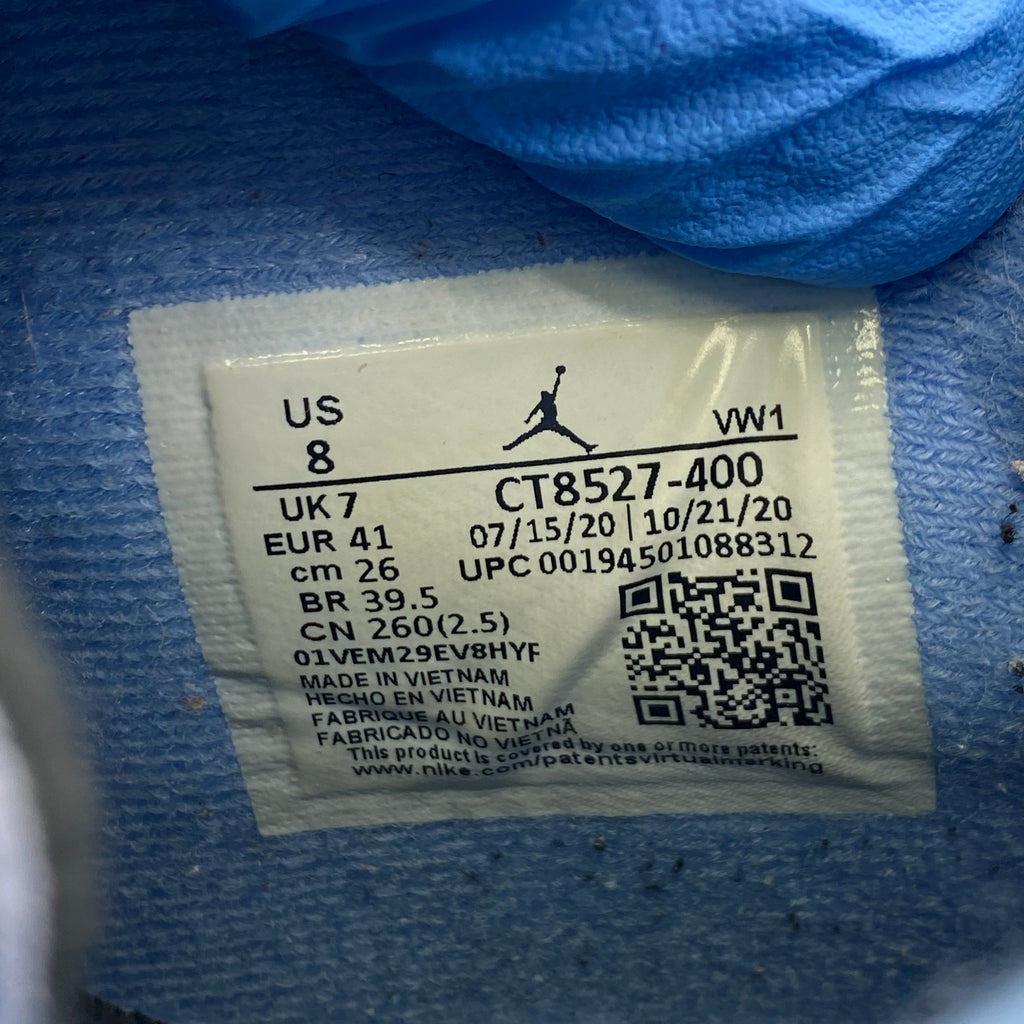 US
8
VW1
UK 7
EUR 41
cm 26
BR 39.5
CN 260(2.5)
CT8527-400
07/15/20 | 10/21/20
UPC 00194501088312
01VEM29EV8HYF
MADE IN VIETNAM
HECHO EN VIETNAM
FABRIQUE AU VIETNAM
FABRICADO NO VIETNÃ
This product is covered by one or more patents:
www.nike.com/patentsvirtualmarking